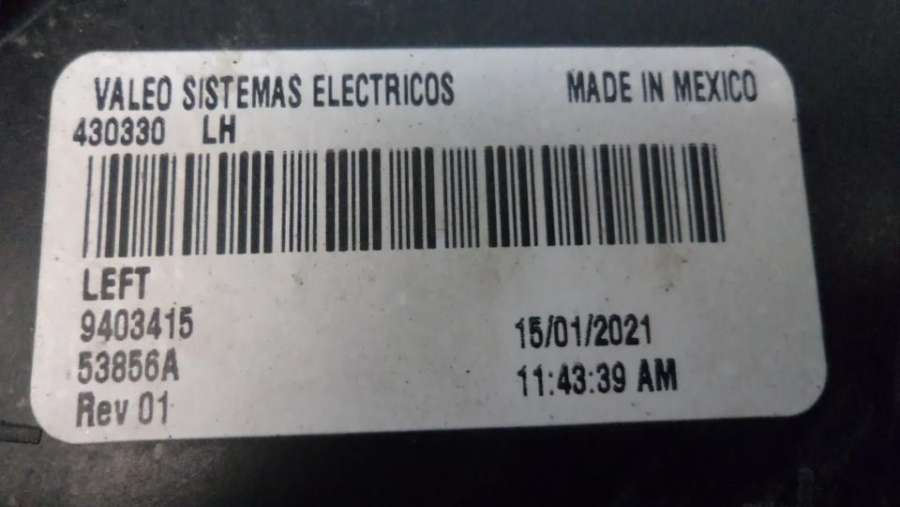 VALEO SISTEMAS ELECTRICOS MADE IN MEXICO
430330 LH
LEFT
9403415 15/01/2021
53856A 11:43:39 AM
Rev 01